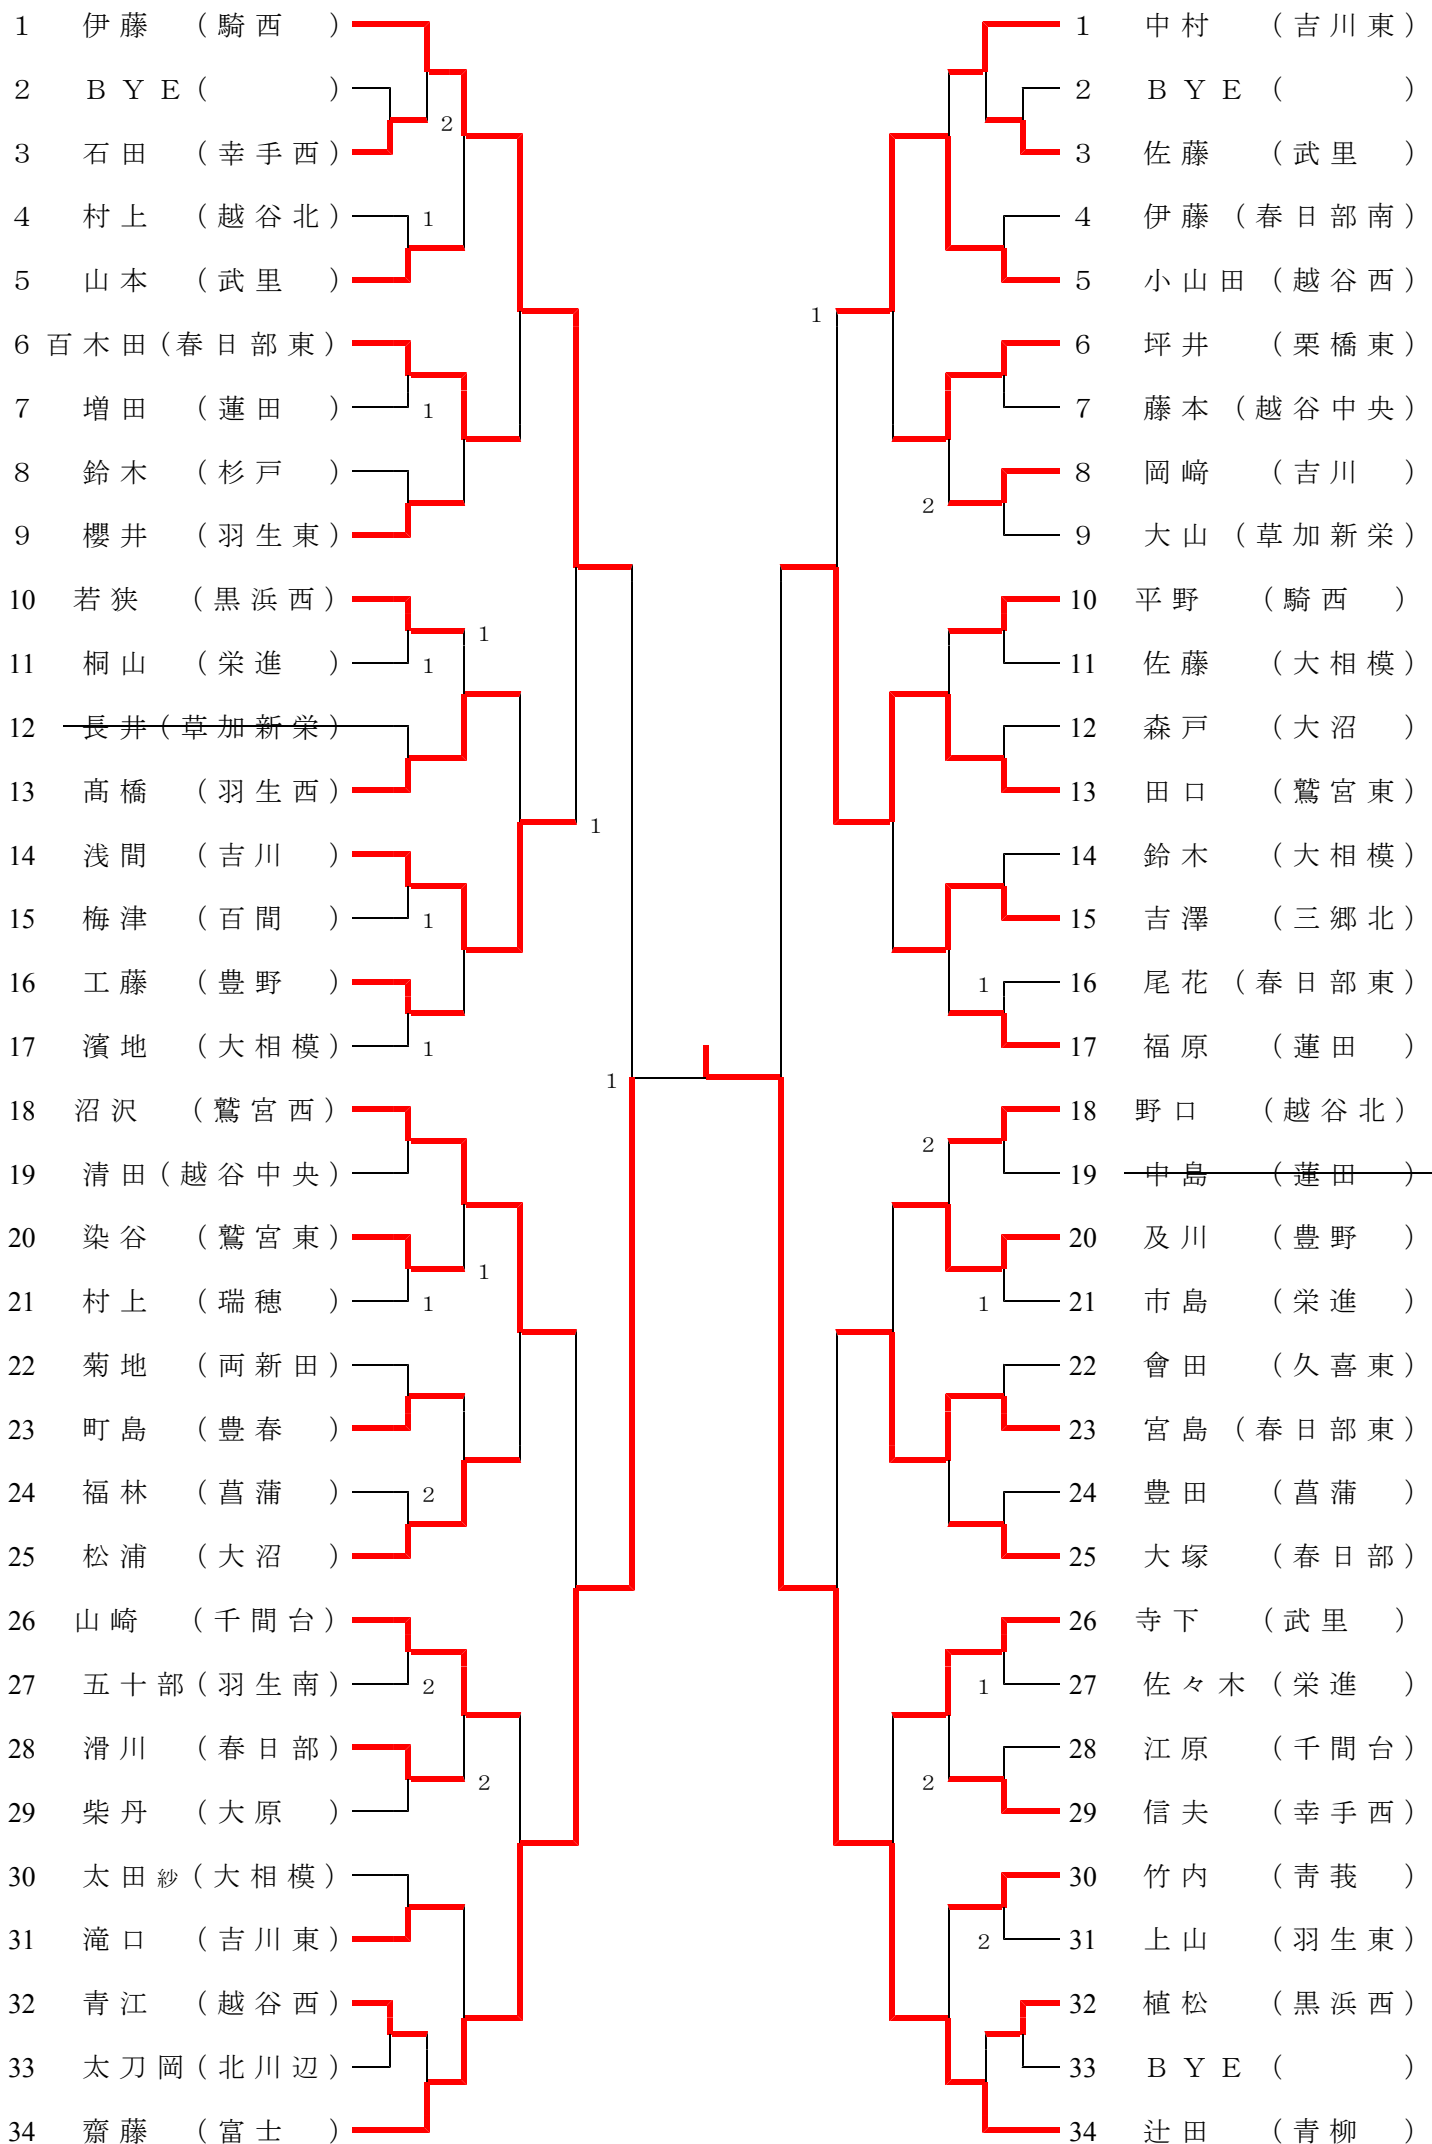 1 伊藤 （騎西 ）
2 ＢＹＥ（ ）
2
3 石田 （幸手西）
4 村上 （越谷北） 1
5 山本 （武里 ）
6 百木田（春日部東）
7 増田 （蓮田 ） 1
8 鈴木 （杉戸 ）
9 櫻井 （羽生東）
10 若狭 （黒浜西）
1
11 桐山 （栄進 ） 1
12 長井（草加新栄）
13 髙橋 （羽生西）
1
14 浅間 （吉川 ）
15 梅津 （百間 ） 1
16 工藤 （豊野 ）
17 濱地 （大相模） 1
1
18 沼沢 （鷲宮西）
19 清田（越谷中央）
20 染谷 （鷲宮東）
1
21 村上 （瑞穂 ） 1
22 菊地 （両新田）
23 町島 （豊春 ）
24 福林 （菖蒲 ） 2
25 松浦 （大沼 ）
26 山崎 （千間台）
27 五十部（羽生南） 2
28 滑川 （春日部）
2
29 柴丹 （大原 ）
30 太田紗（大相模）
31 滝口 （吉川東）
32 青江 （越谷西）
33 太刀岡（北川辺）
34 齋藤 （富士 ）
1 中村 （吉川東）
2 ＢＹＥ（ ）
3 佐藤 （武里 ）
4 伊藤（春日部南）
5 小山田（越谷西）
1
6 坪井 （栗橋東）
7 藤本（越谷中央）
8 岡﨑 （吉川 ）
2
9 大山（草加新栄）
10 平野 （騎西 ）
11 佐藤 （大相模）
12 森戸 （大沼 ）
13 田口 （鷲宮東）
14 鈴木 （大相模）
15 吉澤 （三郷北）
1 16 尾花（春日部東）
17 福原 （蓮田 ）
18 野口 （越谷北）
2
19 中島 （蓮田 ）
20 及川 （豊野 ）
1 21 市島 （栄進 ）
22 會田 （久喜東）
23 宮島（春日部東）
24 豊田 （菖蒲 ）
25 大塚 （春日部）
26 寺下 （武里 ）
1 27 佐々木（栄進 ）
28 江原 （千間台）
2
29 信夫 （幸手西）
30 竹内 （青莪 ）
2 31 上山 （羽生東）
32 植松 （黒浜西）
33 ＢＹＥ（ ）
34 辻田 （青柳 ）